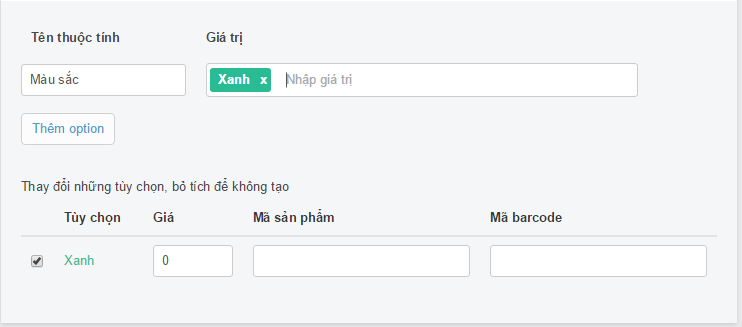 Tên thuộc tính Giá trị
Màu sắc Xanh x Nhập giá trị
Thêm option
Thay đổi những tùy chọn, bỏ tích để không tạo
Tùy chọn Giá Mã sản phẩm Mã barcode
Xanh 0